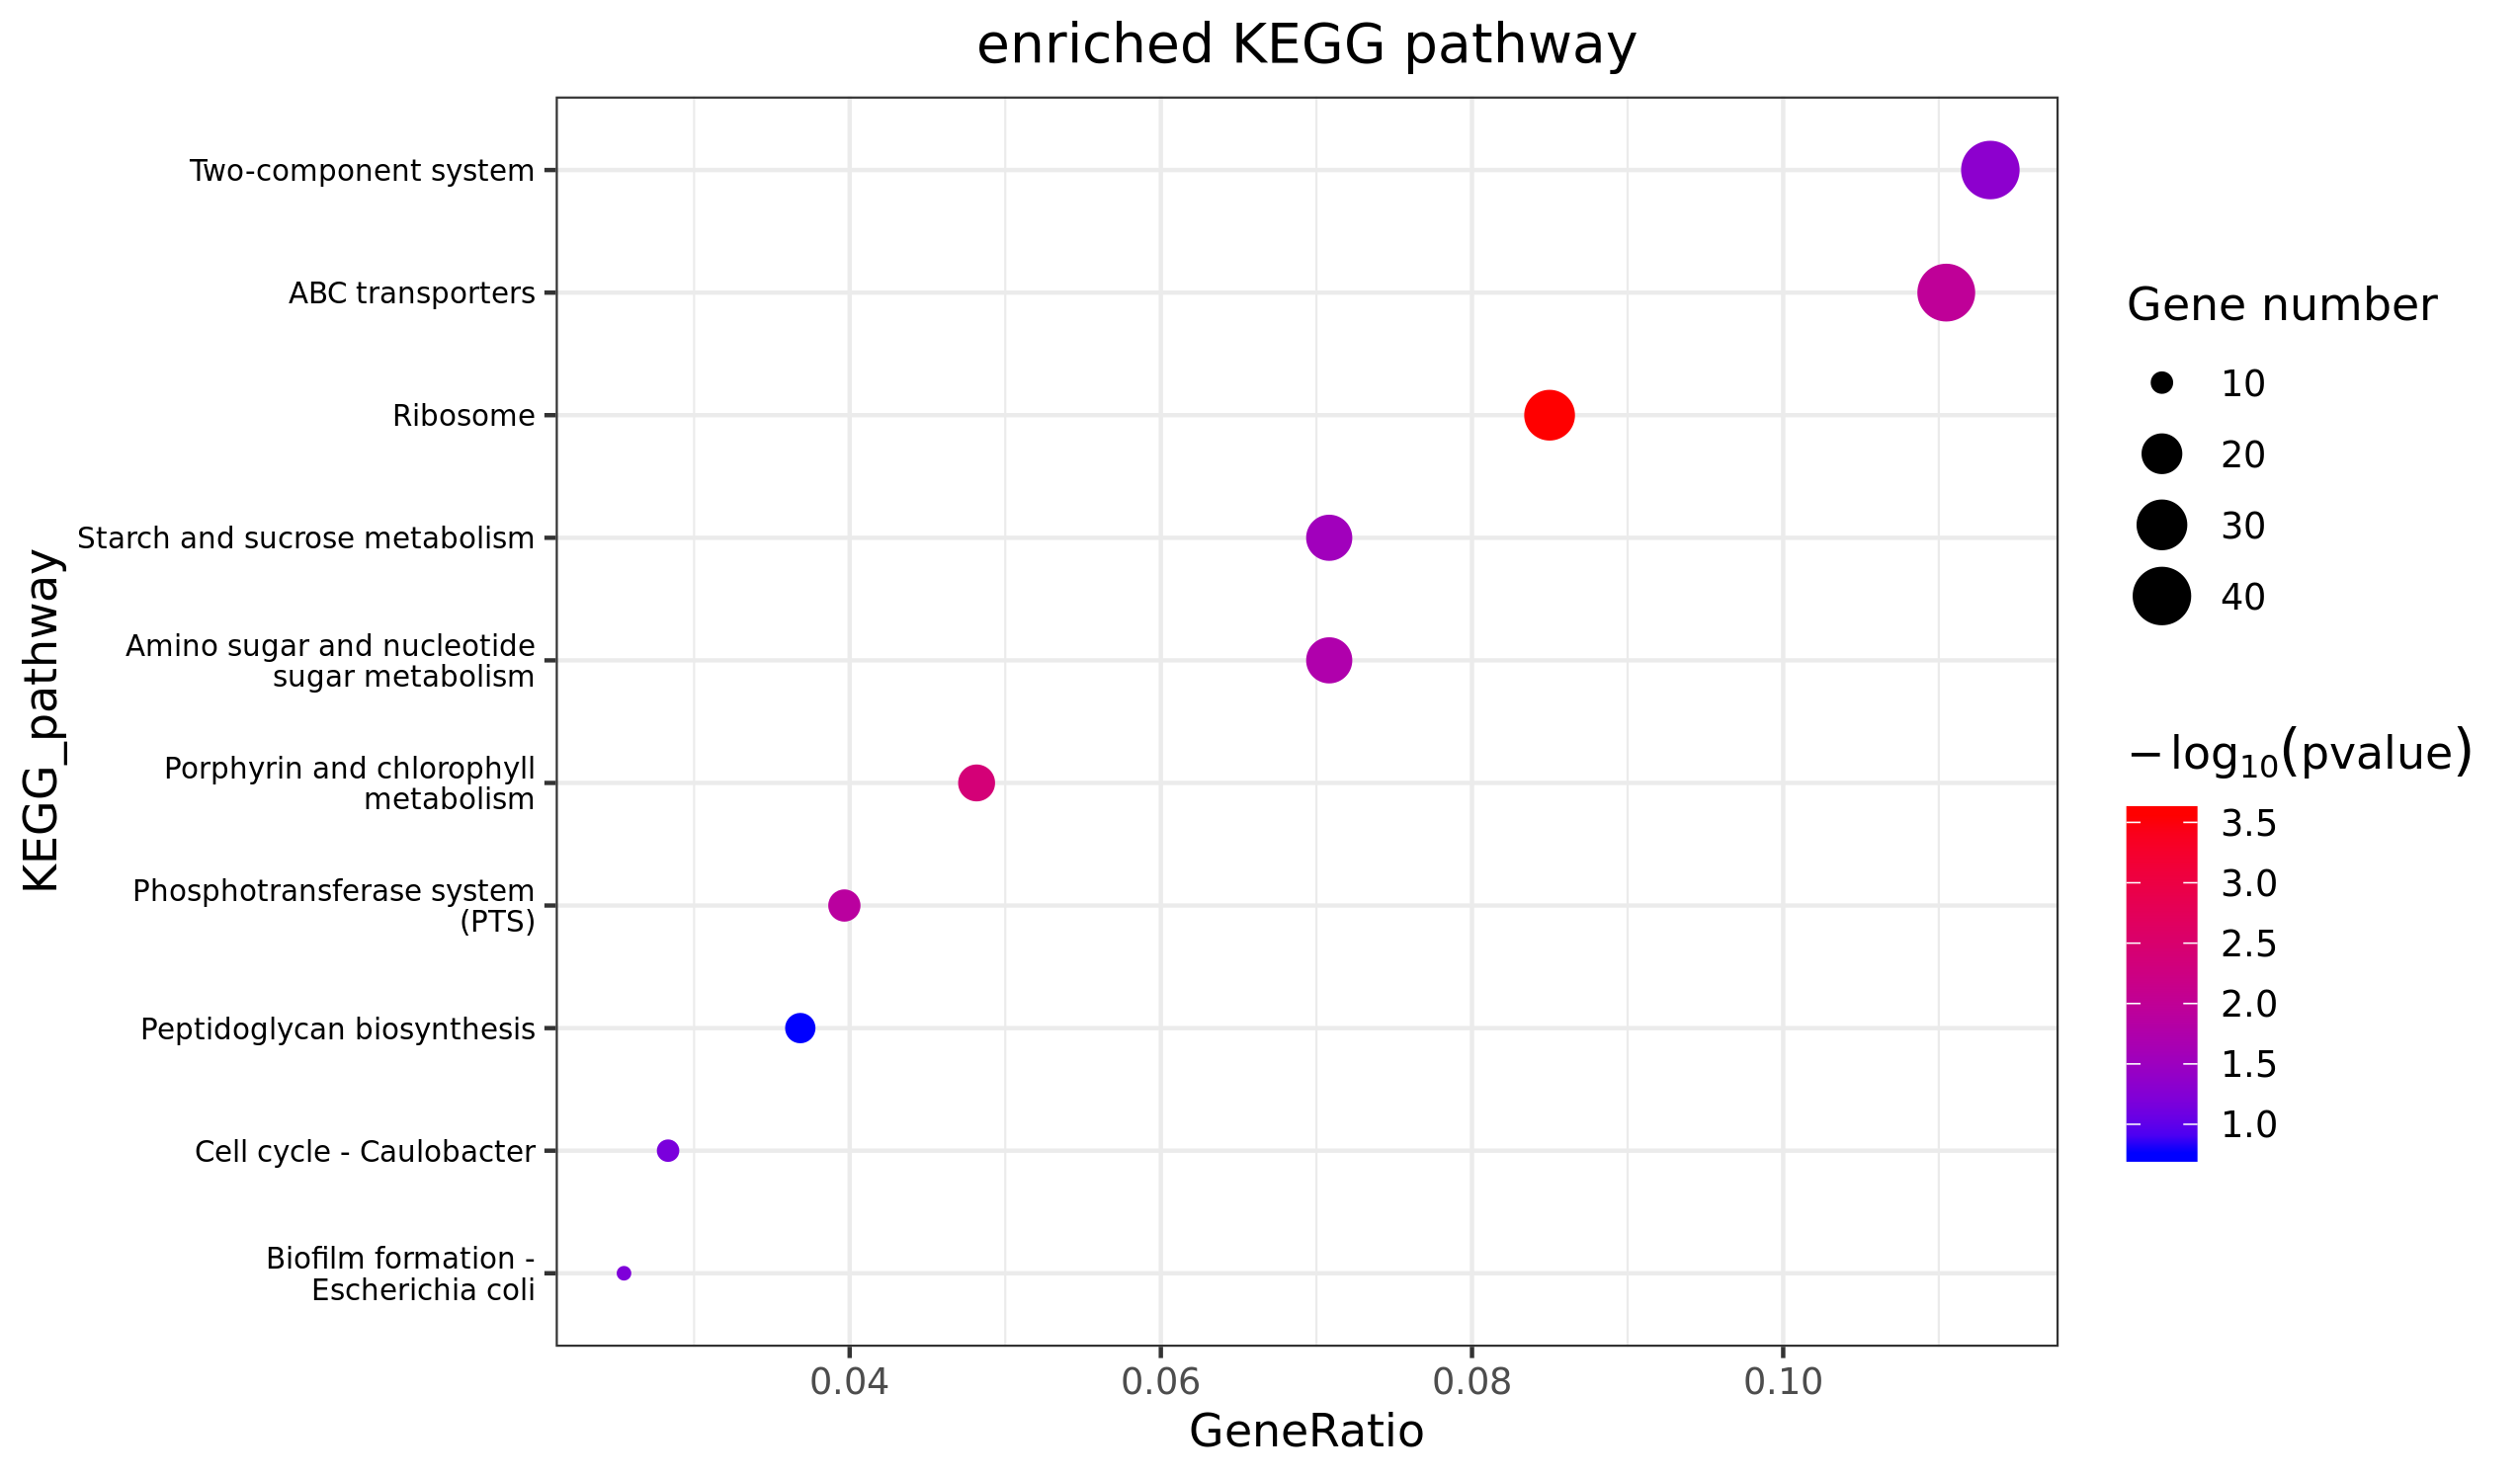 enriched KEGG pathway
KEGG_pathway
Two-component system
ABC transporters
Ribosome
Starch and sucrose metabolism
Amino sugar and nucleotide
sugar metabolism
Porphyrin and chlorophyll
metabolism
Phosphotransferase system
(PTS)
Peptidoglycan biosynthesis
Cell cycle - Caulobacter
Biofilm formation -
Escherichia coli
0.04 0.06 0.08 0.10
GeneRatio
Gene number
10
20
30
40
−log₁₀(pvalue)
3.5
3.0
2.5
2.0
1.5
1.0